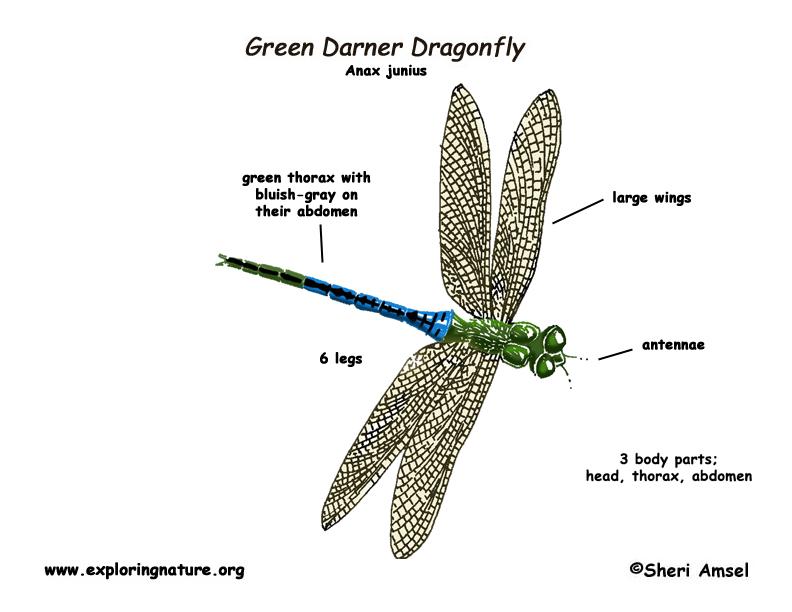 Green Darner Dragonfly
Anax junius
green thorax with
bluish-gray on
their abdomen
large wings
6 legs
antennae
3 body parts;
head, thorax, abdomen
www.exploringnature.org
©Sheri Amsel